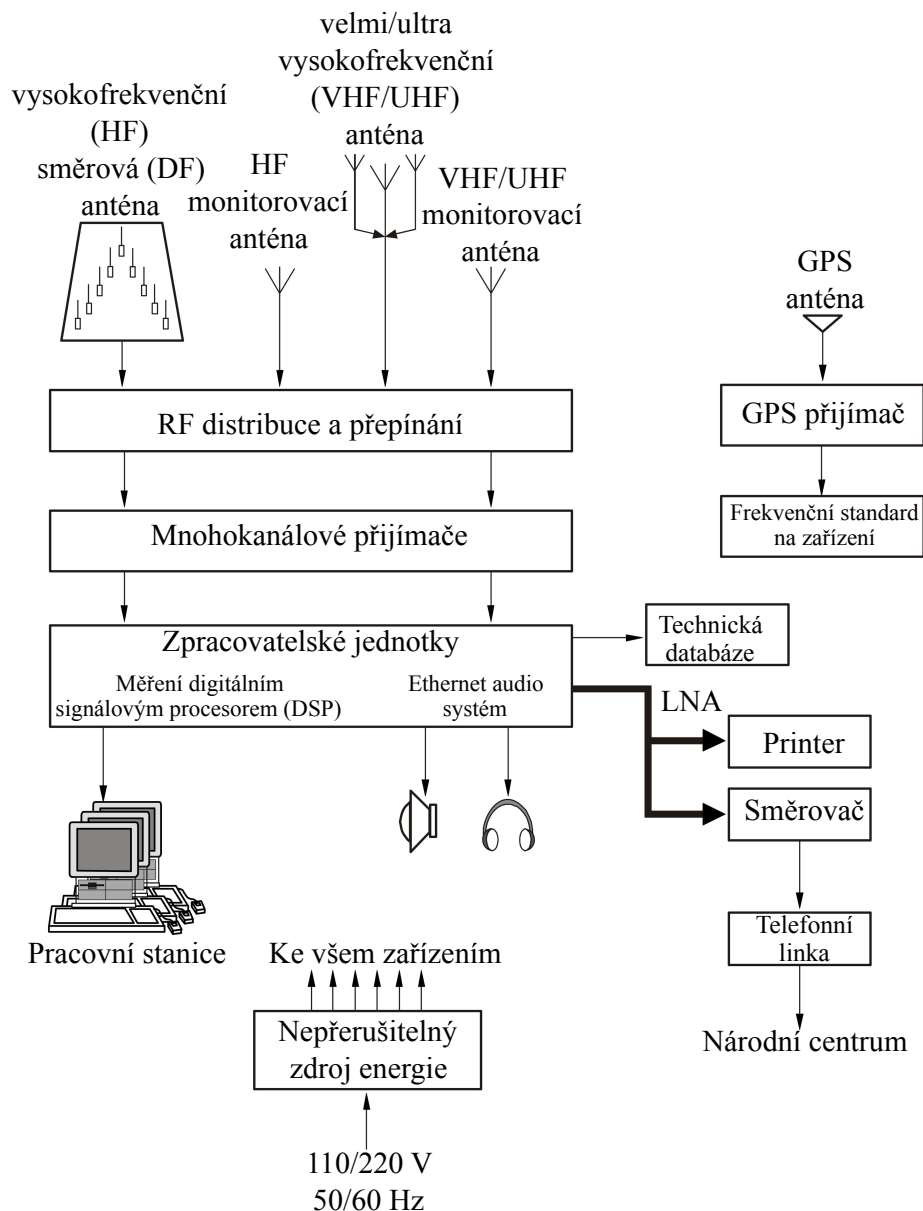 velmi/ultra
vysokofrekvenční
(VHF/UHF)
anténa
vysokofrekvenční
(HF)
směrová (DF)
anténa
HF
monitorovací
anténa
VHF/UHF
monitorovací
anténa
GPS
anténa
RF distribuce a přepínání
GPS přijímač
Mnohokanálové přijímače
Frekvenční standard
na zařízení
Zpracovatelské jednotky
Měření digitálním
signálovým procesorem (DSP)
Ethernet audio
systém
Technická
databáze
LNA
Printer
Směrovač
Pracovní stanice
Telefonní
linka
Národní centrum
Ke všem zařízením
Nepřerušitelný
zdroj energie
110/220 V
50/60 Hz